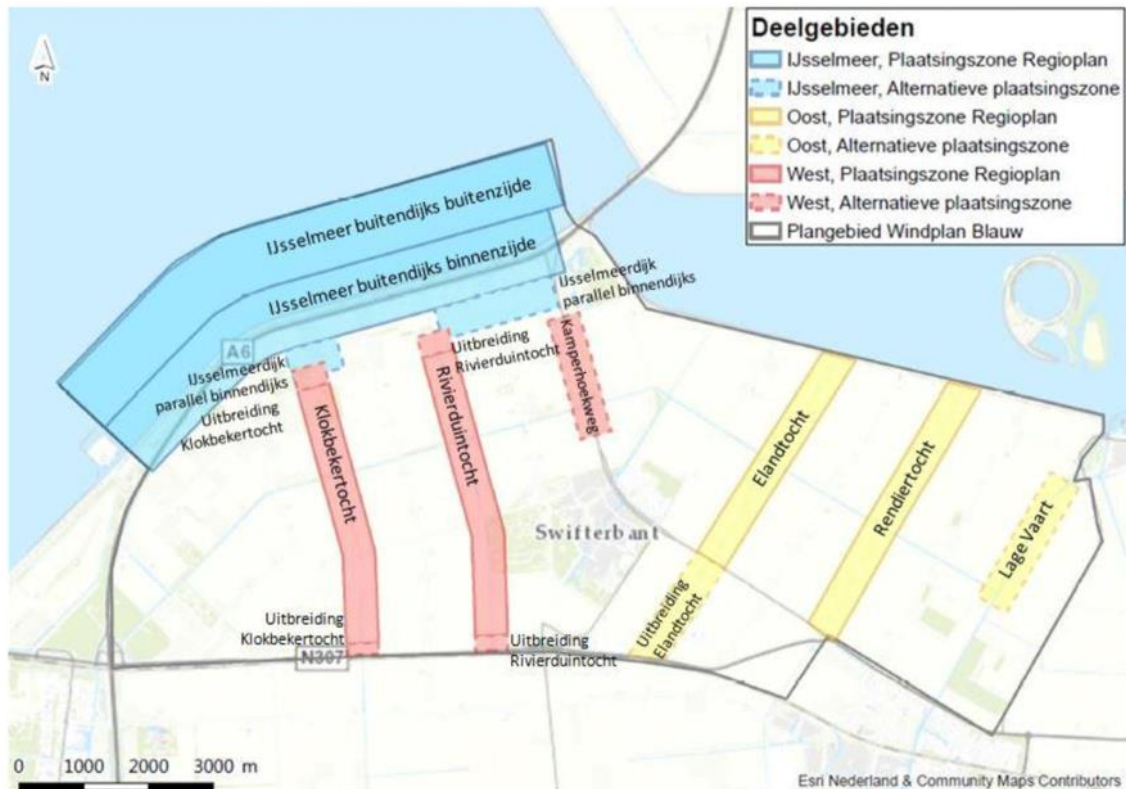 Deelgebieden
IJsselmeer, Plaatsingszone Regioplan
IJsselmeer, Alternatieve plaatsingszone
Oost, Plaatsingszone Regioplan
Oost, Alternatieve plaatsingszone
West, Plaatsingszone Regioplan
West, Alternatieve plaatsingszone
Plangebied Windplan Blauw
N
IJsselmeer buitendijks buitenzijde
IJsselmeer buitendijks binnenzijde
IJsselmeerdijk
parallel binnendijks
A6
IJsselmeerdijk
parallel binnendijks
Uitbreiding
Klokbekertocht
Uitbreiding
Rivierduintocht
Kamperhoekweg
Klokbekertocht
Rivierduintocht
Elandtocht
Rendiertocht
Lage Vaart
Swifterbant
Uitbreiding
Klokbekertocht
Uitbreiding
Rivierduintocht
Uitbreiding
Elandtocht
N307
0 1000 2000 3000 m
Esri Nederland & Community Maps Contributors